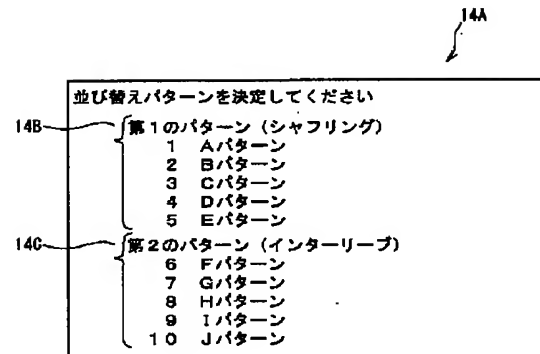 14A
並び替えパターンを決定してください
14B 第1のパターン（シャフリング）
1 Aパターン
2 Bパターン
3 Cパターン
4 Dパターン
5 Eパターン
14C 第2のパターン（インターリーブ）
6 Fパターン
7 Gパターン
8 Hパターン
9 Iパターン
10 Jパターン